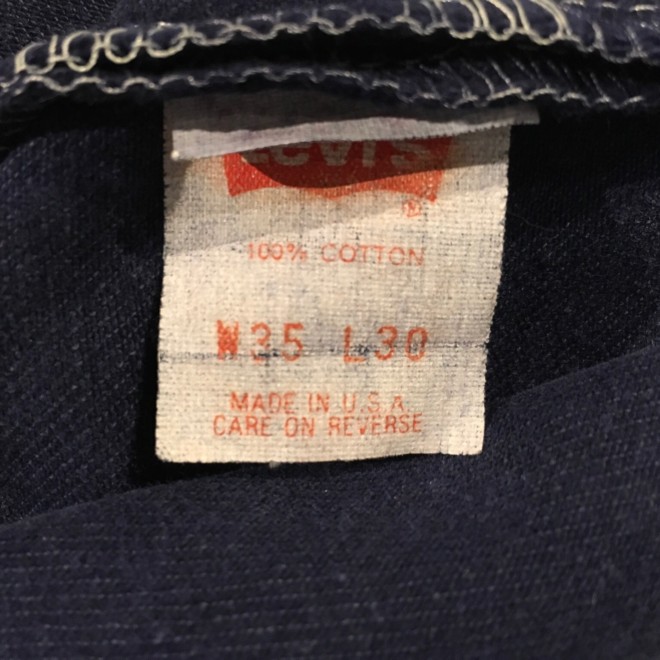 Levi's
®
100% COTTON
W35 L30
MADE IN U.S.A.
CARE ON REVERSE